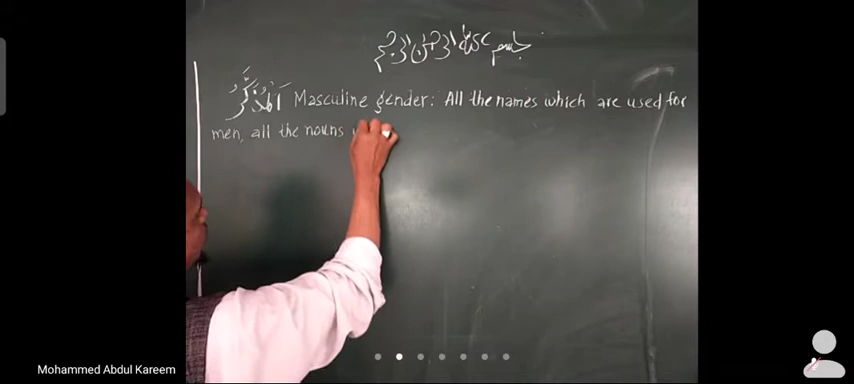 بسم الله الرحمن الرحيم
اَلْمُذَكَّرُ Masculine gender: All the names which are used for
men, all the nouns
Mohammed Abdul Kareem